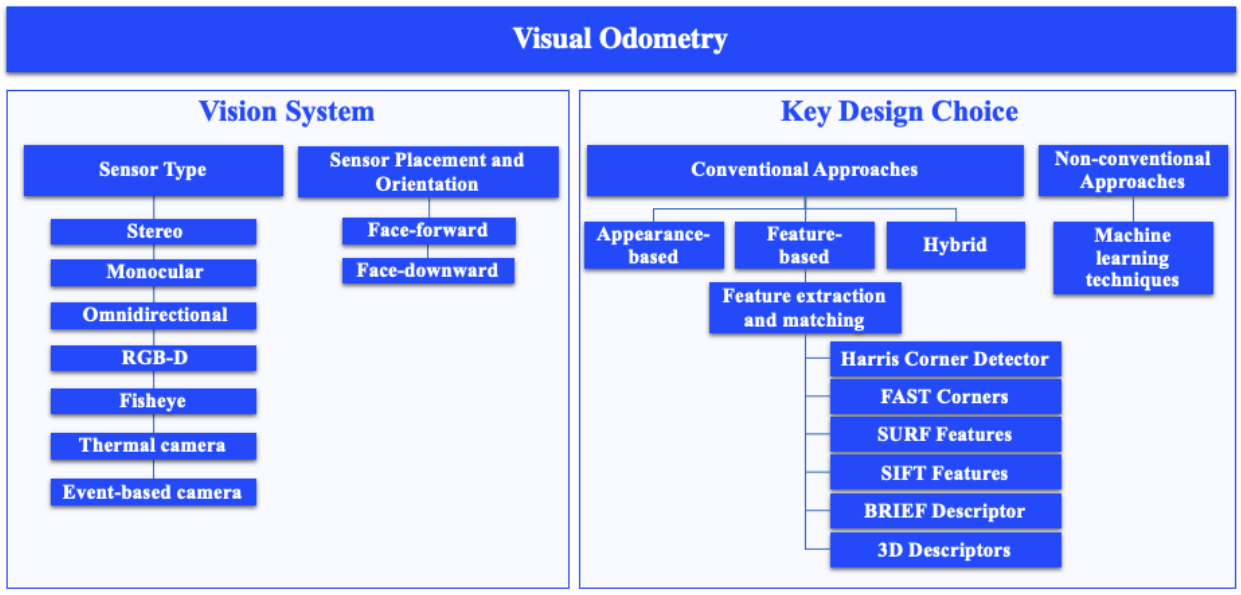 Visual Odometry
Vision System
Sensor Type
Stereo
Monocular
Omnidirectional
RGB-D
Fisheye
Thermal camera
Event-based camera
Sensor Placement and
Orientation
Face-forward
Face-downward
Key Design Choice
Conventional Approaches
Appearance-
based
Feature-
based
Hybrid
Feature extraction
and matching
Harris Corner Detector
FAST Corners
SURF Features
SIFT Features
BRIEF Descriptor
3D Descriptors
Non-conventional
Approaches
Machine
learning
techniques